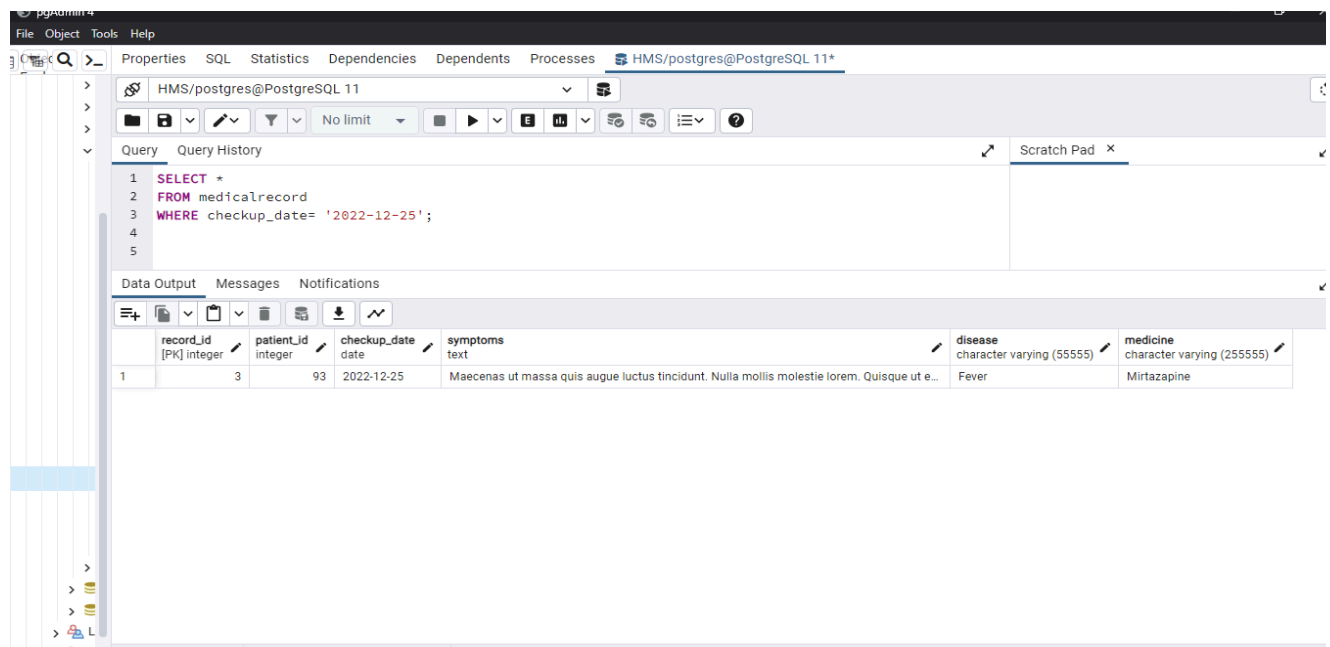 pgAdmin 4
File Object Tools Help
Properties SQL Statistics Dependencies Dependents Processes HMS/postgres@PostgreSQL 11*
HMS/postgres@PostgreSQL 11
No limit
E
Query Query History
Scratch Pad
1 SELECT *
2 FROM medicalrecord
3 WHERE checkup_date= '2022-12-25';
4
5
Data Output Messages Notifications
record_id patient_id checkup_date symptoms disease medicine
[PK] integer integer date text character varying (55555) character varying (255555)
1 3 93 2022-12-25 Maecenas ut massa quis augue luctus tincidunt. Nulla mollis molestie lorem. Quisque ut e... Fever Mirtazapine
L